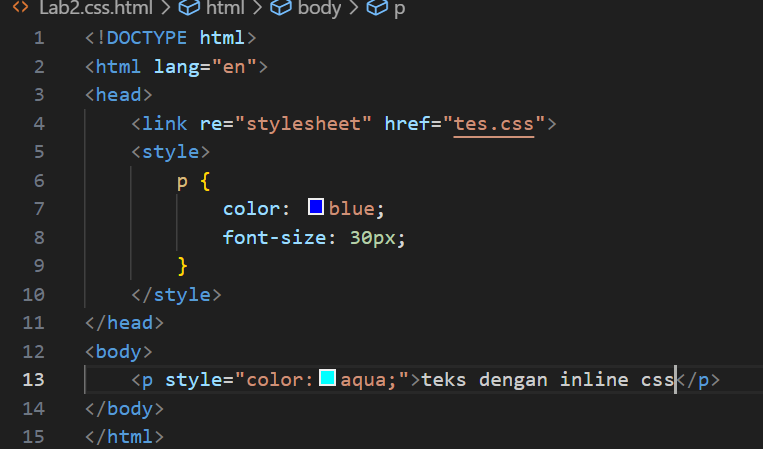 <> Lab2.css.html > html > body > p
1 <!DOCTYPE html>
2 <html lang="en">
3 <head>
4 <link re="stylesheet" href="tes.css">
5 <style>
6 p {
7 color: blue;
8 font-size: 30px;
9 }
10 </style>
11 </head>
12 <body>
13 <p style="color: aqua;">teks dengan inline css</p>
14 </body>
15 </html>